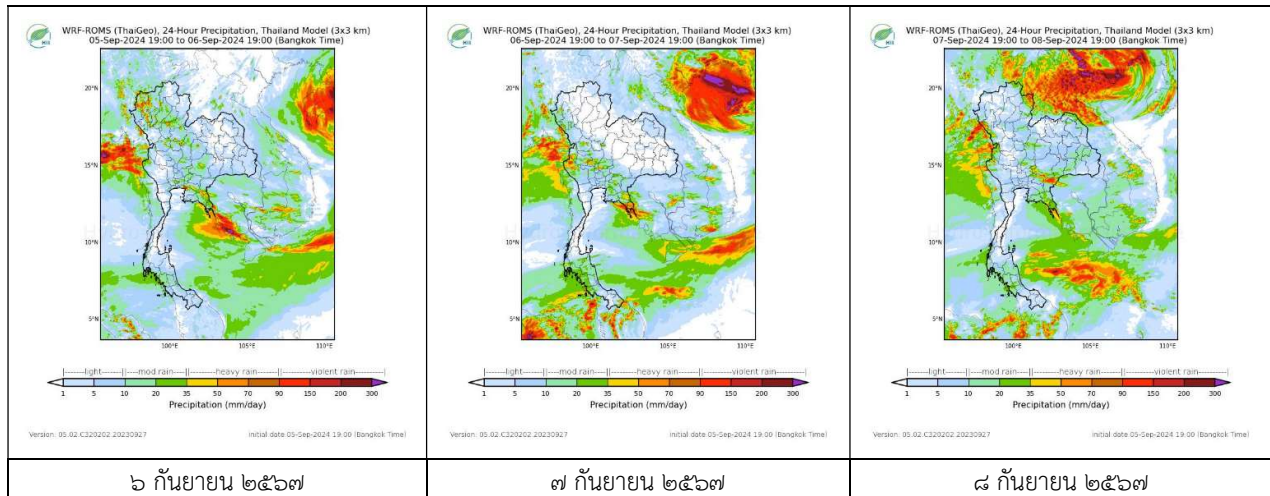 WRF-ROMS (ThaiGeo), 24-Hour Precipitation, Thailand Model (3x3 km)
05-Sep-2024 19:00 to 06-Sep-2024 19:00 (Bangkok Time)
20°N
15°N
10°N
5°N
100°E 105°E 110°E
|--------light--------||----mod rain----||---------heavy rain---------||-----------violent rain--------
1 5 10 20 35 50 70 90 150 200 300
Precipitation (mm/day)
Version: 05.02.C320202.20230927 initial date 05-Sep-2024 19:00 (Bangkok Time)
๖ กันยายน ๒๕๖๗
WRF-ROMS (ThaiGeo), 24-Hour Precipitation, Thailand Model (3x3 km)
06-Sep-2024 19:00 to 07-Sep-2024 19:00 (Bangkok Time)
20°N
15°N
10°N
5°N
100°E 105°E 110°E
|--------light--------||----mod rain----||---------heavy rain---------||-----------violent rain--------
1 5 10 20 35 50 70 90 150 200 300
Precipitation (mm/day)
Version: 05.02.C320202.20230927 initial date 05-Sep-2024 19:00 (Bangkok Time)
๗ กันยายน ๒๕๖๗
WRF-ROMS (ThaiGeo), 24-Hour Precipitation, Thailand Model (3x3 km)
07-Sep-2024 19:00 to 08-Sep-2024 19:00 (Bangkok Time)
20°N
15°N
10°N
5°N
100°E 105°E 110°E
|--------light--------||----mod rain----||---------heavy rain---------||-----------violent rain--------
1 5 10 20 35 50 70 90 150 200 300
Precipitation (mm/day)
Version: 05.02.C320202.20230927 initial date 05-Sep-2024 19:00 (Bangkok Time)
๘ กันยายน ๒๕๖๗